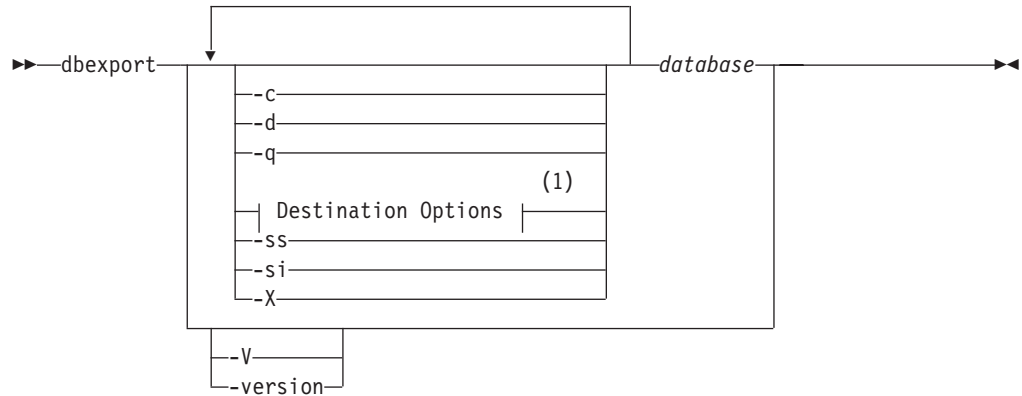 dbexport database
-c
-d
-q
(1)
Destination Options
-ss
-si
-X
-V
-version